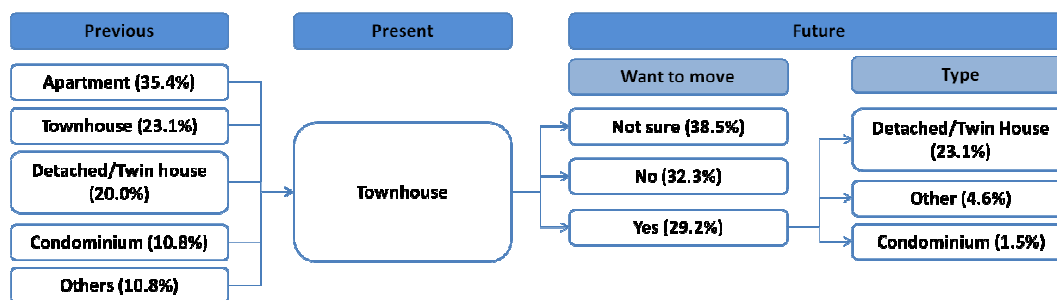 Previous
Present
Future
Want to move
Type
Apartment (35.4%)
Townhouse (23.1%)
Detached/Twin house
(20.0%)
Condominium (10.8%)
Others (10.8%)
Townhouse
Not sure (38.5%)
No (32.3%)
Yes (29.2%)
Detached/Twin House
(23.1%)
Other (4.6%)
Condominium (1.5%)